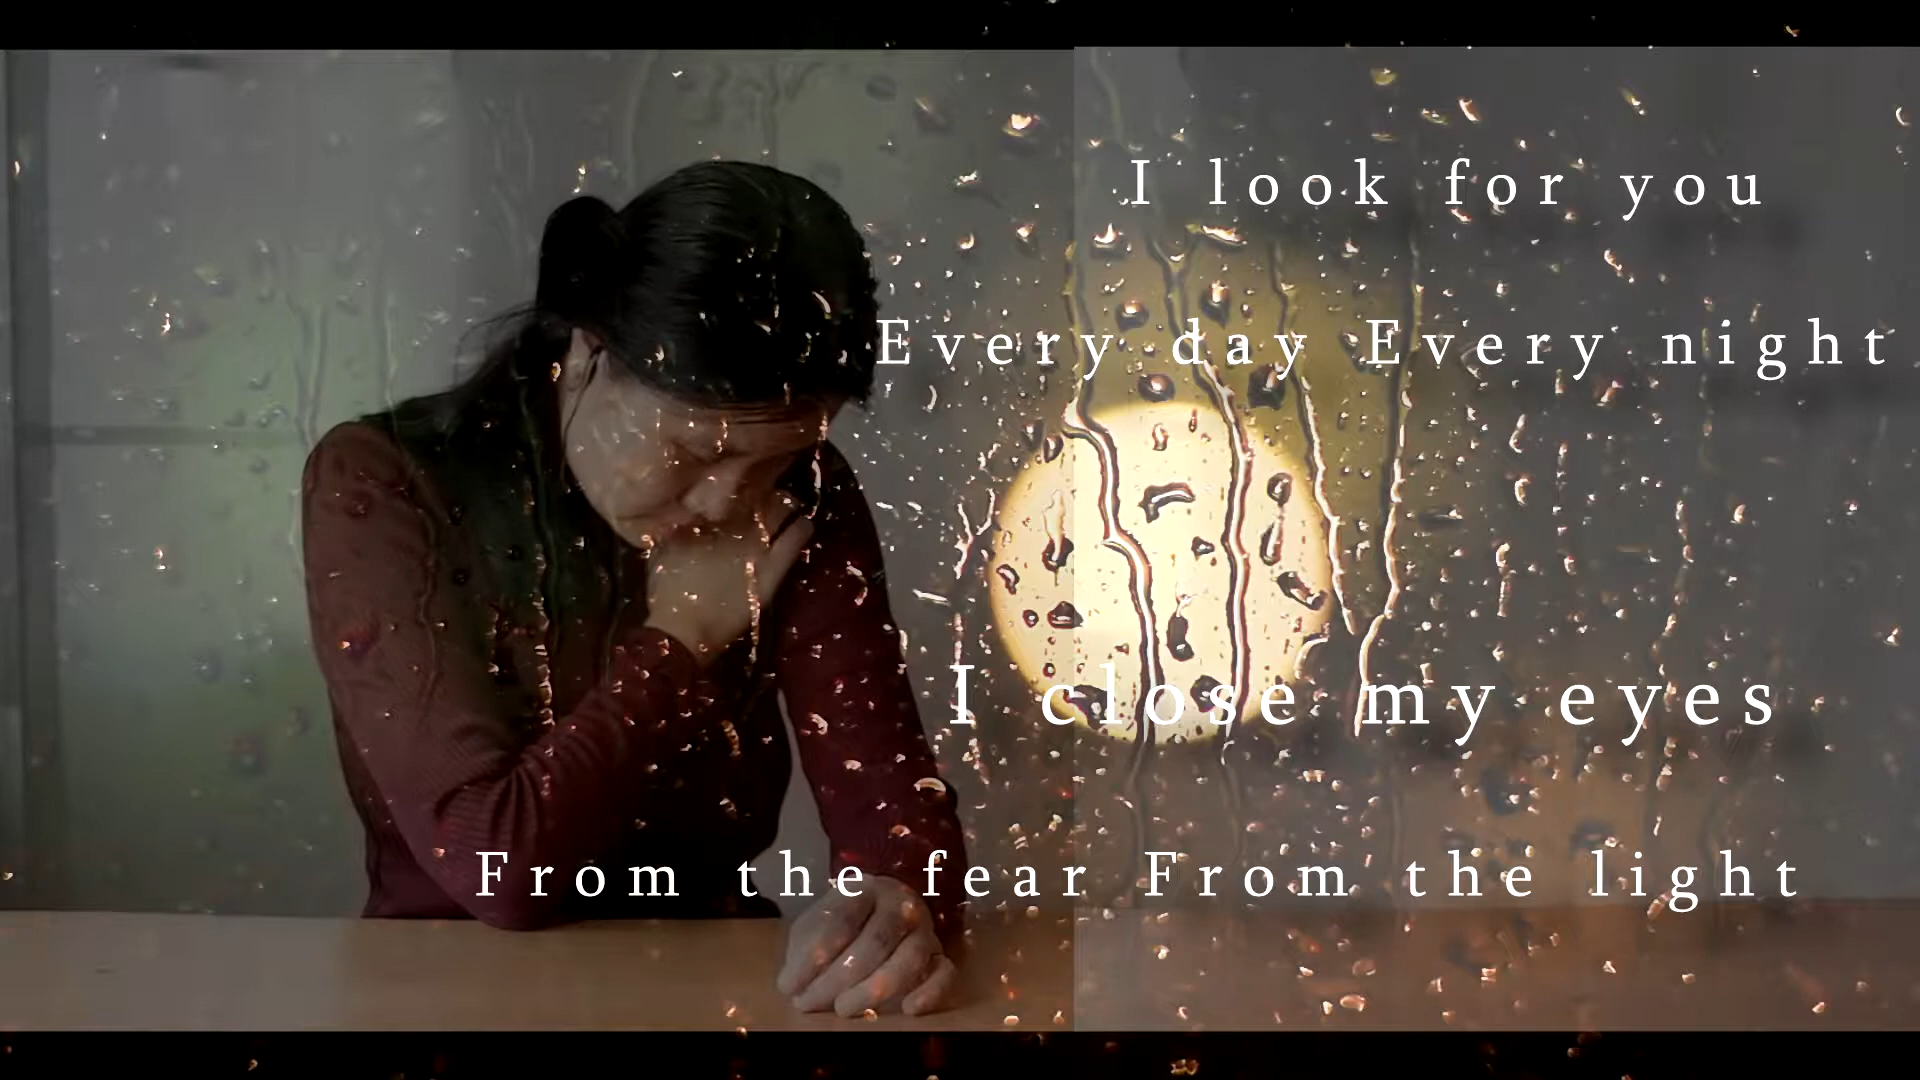 I look for you
Every day Every night
I close my eyes
From the fear From the light